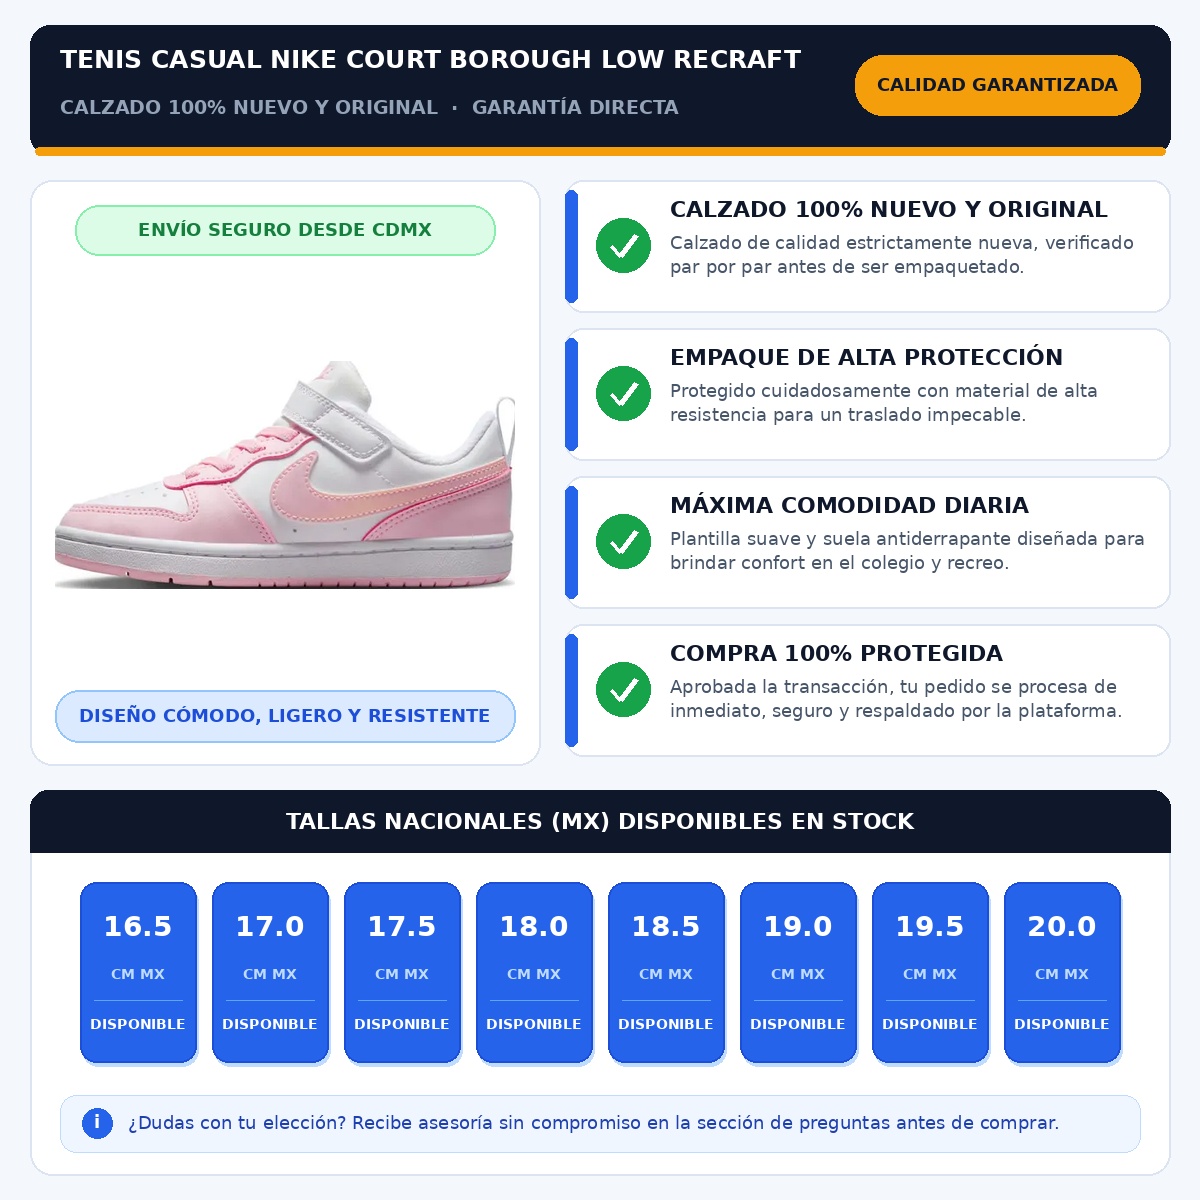 TENIS CASUAL NIKE COURT BOROUGH LOW RECRAFT
CALZADO 100% NUEVO Y ORIGINAL · GARANTÍA DIRECTA
CALIDAD GARANTIZADA
ENVÍO SEGURO DESDE CDMX
DISEÑO CÓMODO, LIGERO Y RESISTENTE
CALZADO 100% NUEVO Y ORIGINAL
Calzado de calidad estrictamente nueva, verificado
par por par antes de ser empaquetado.
EMPAQUE DE ALTA PROTECCIÓN
Protegido cuidadosamente con material de alta
resistencia para un traslado impecable.
MÁXIMA COMODIDAD DIARIA
Plantilla suave y suela antiderrapante diseñada para
brindar confort en el colegio y recreo.
COMPRA 100% PROTEGIDA
Aprobada la transacción, tu pedido se procesa de
inmediato, seguro y respaldado por la plataforma.
TALLAS NACIONALES (MX) DISPONIBLES EN STOCK
16.5 17.0 17.5 18.0 18.5 19.0 19.5 20.0
CM MX CM MX CM MX CM MX CM MX CM MX CM MX CM MX
DISPONIBLE DISPONIBLE DISPONIBLE DISPONIBLE DISPONIBLE DISPONIBLE DISPONIBLE DISPONIBLE
i ¿Dudas con tu elección? Recibe asesoría sin compromiso en la sección de preguntas antes de comprar.